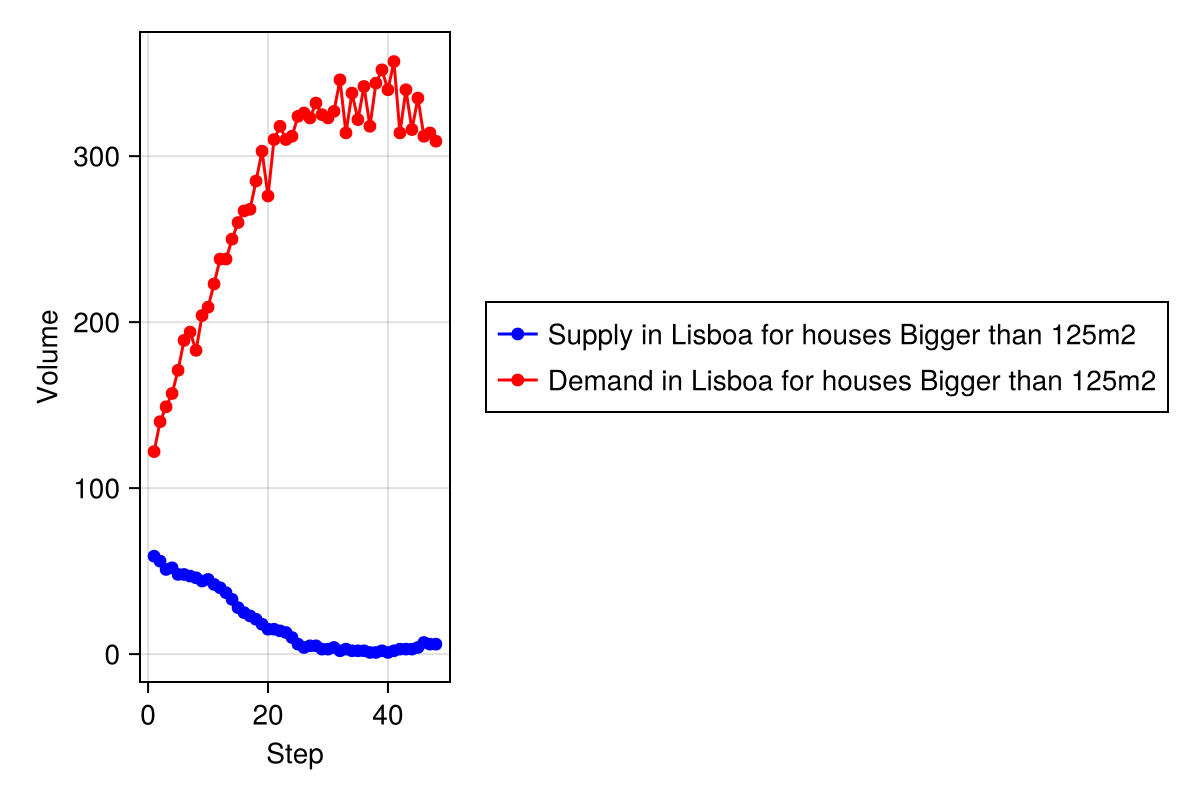 300
200
100
0
Volume
0 20 40
Step
Supply in Lisboa for houses Bigger than 125m2
Demand in Lisboa for houses Bigger than 125m2